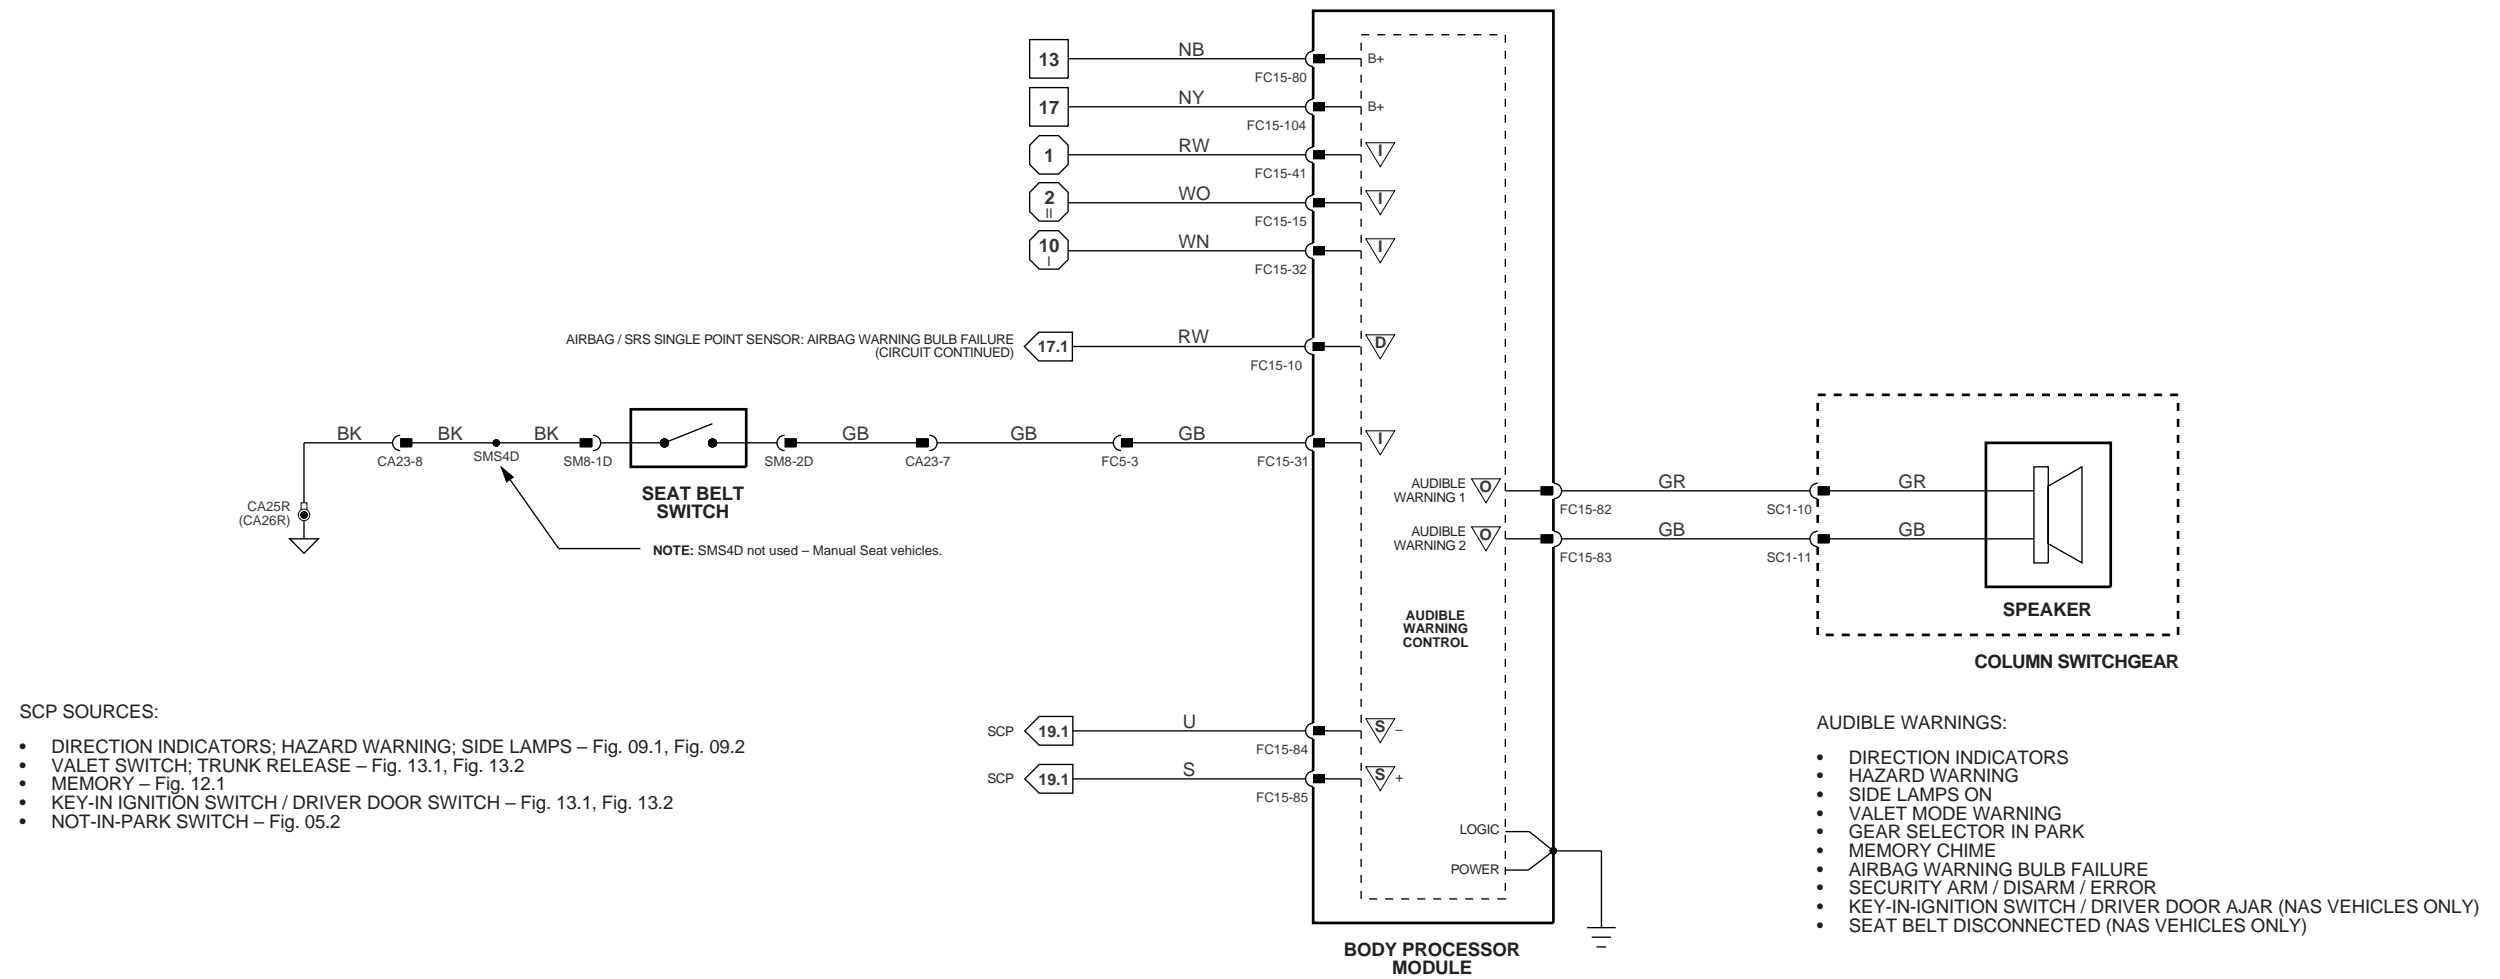 13 NB B+
FC15-80
17 NY B+
FC15-104
1 RW I
FC15-41
2 WO I
II
FC15-15
10 WN I
I
FC15-32
AIRBAG / SRS SINGLE POINT SENSOR: AIRBAG WARNING BULB FAILURE
(CIRCUIT CONTINUED)
17.1 RW D
FC15-10
BK BK BK GB GB GB I
CA23-8 SMS4D SM8-1D SM8-2D CA23-7 FC5-3 FC15-31
SEAT BELT
SWITCH
CA25R
(CA26R)
NOTE: SMS4D not used – Manual Seat vehicles.
AUDIBLE
WARNING 1
O GR GR
FC15-82 SC1-10
AUDIBLE
WARNING 2
O GB GB
FC15-83 SC1-11
SPEAKER
COLUMN SWITCHGEAR
AUDIBLE
WARNING
CONTROL
SCP 19.1 U S –
FC15-84
SCP 19.1 S S +
FC15-85
LOGIC
POWER
BODY PROCESSOR
MODULE
SCP SOURCES:
• DIRECTION INDICATORS; HAZARD WARNING; SIDE LAMPS – Fig. 09.1, Fig. 09.2
• VALET SWITCH; TRUNK RELEASE – Fig. 13.1, Fig. 13.2
• MEMORY – Fig. 12.1
• KEY-IN IGNITION SWITCH / DRIVER DOOR SWITCH – Fig. 13.1, Fig. 13.2
• NOT-IN-PARK SWITCH – Fig. 05.2
AUDIBLE WARNINGS:
• DIRECTION INDICATORS
• HAZARD WARNING
• SIDE LAMPS ON
• VALET MODE WARNING
• GEAR SELECTOR IN PARK
• MEMORY CHIME
• AIRBAG WARNING BULB FAILURE
• SECURITY ARM / DISARM / ERROR
• KEY-IN-IGNITION SWITCH / DRIVER DOOR AJAR (NAS VEHICLES ONLY)
• SEAT BELT DISCONNECTED (NAS VEHICLES ONLY)